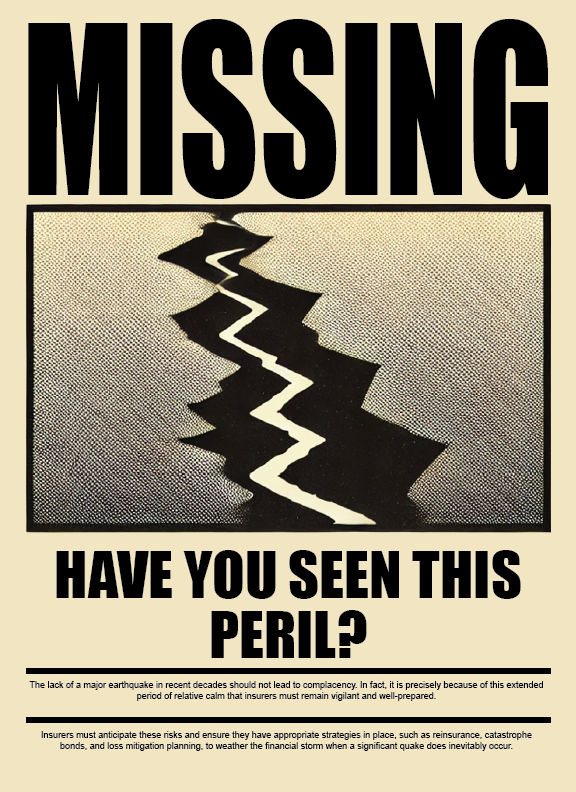 MISSING
HAVE YOU SEEN THIS
PERIL?
The lack of a major earthquake in recent decades should not lead to complacency. In fact, it is precisely because of this extended
period of relative calm that insurers must remain vigilant and well-prepared.
Insurers must anticipate these risks and ensure they have appropriate strategies in place, such as reinsurance, catastrophe
bonds, and loss mitigation planning, to weather the financial storm when a significant quake does inevitably occur.